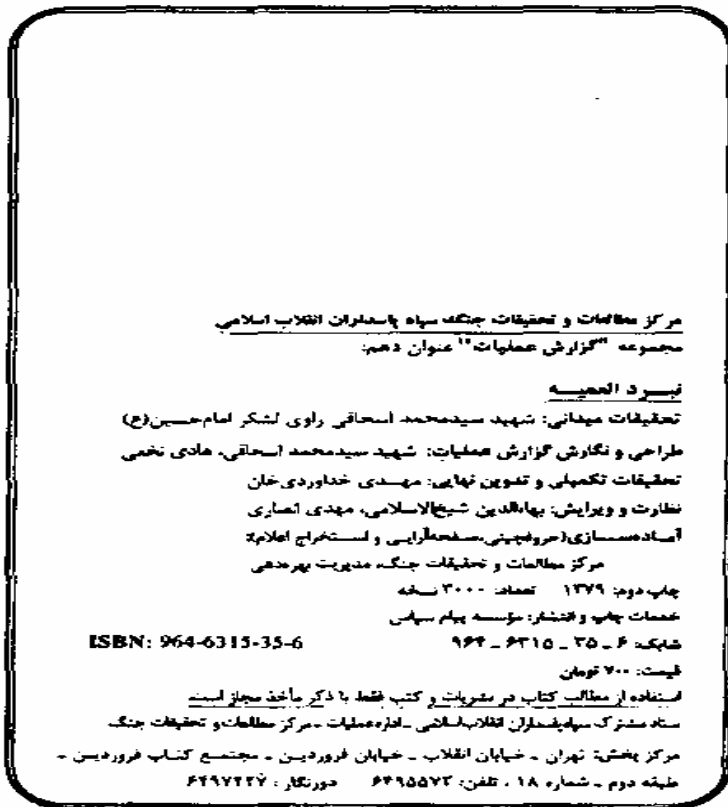 مرکز مطالعات و تحقیقات جنگ سپاه پاسداران انقلاب اسلامی
مجموعه "گزارش عملیات" عنوان دهم:
نبـــرد العمیـــه
تحقیقات میدانی: شهید سیدمحمد اسحاقی راوی لشکر امام‌حسین(ع)
طراحی و نگارش گزارش عملیات: شهید سیدمحمد اسحاقی، هادی نخعی
تحقیقات تکمیلی و تدوین نهایی: مهـدی خداوردی‌خان
نظارت و ویرایش: بهاءالدین شیخ‌الاسلامی، مهدی انصاری
آماده‌ســـازی(حروفچینی،صفحه‌آرایی و استخراج اعلام):
مرکز مطالعات و تحقیقات جنگ، مدیریت بهره‌دهی
چاپ دوم: ۱۳۷۹ تعداد: ۳۰۰۰ نسخه
خدمات چاپ و انتشار: مؤسسه پیام سپاس
شابک: ۶ ـ ۳۵ ـ ۶۳۱۵ ـ ۹۶۴ ISBN: 964-6315-35-6
قیمت: ۷۰۰ تومان
استفاده از مطالب کتاب در نشریات و کتب فقط با ذکر مأخذ مجاز است.
ستاد مشترک سپاه‌پاسداران انقلاب‌اسلامی ـ اداره‌عملیات ـ مرکز مطالعات و تحقیقات جنگ
مرکز پخش: تهران ـ خیابان انقلاب ـ خیابان فروردین ـ مجتمع کتاب فروردین ـ
طبقه دوم ـ شماره ۱۸ ، تلفن: ۶۴۹۵۵۷۲ دورنگار : ۶۴۹۷۲۲۷